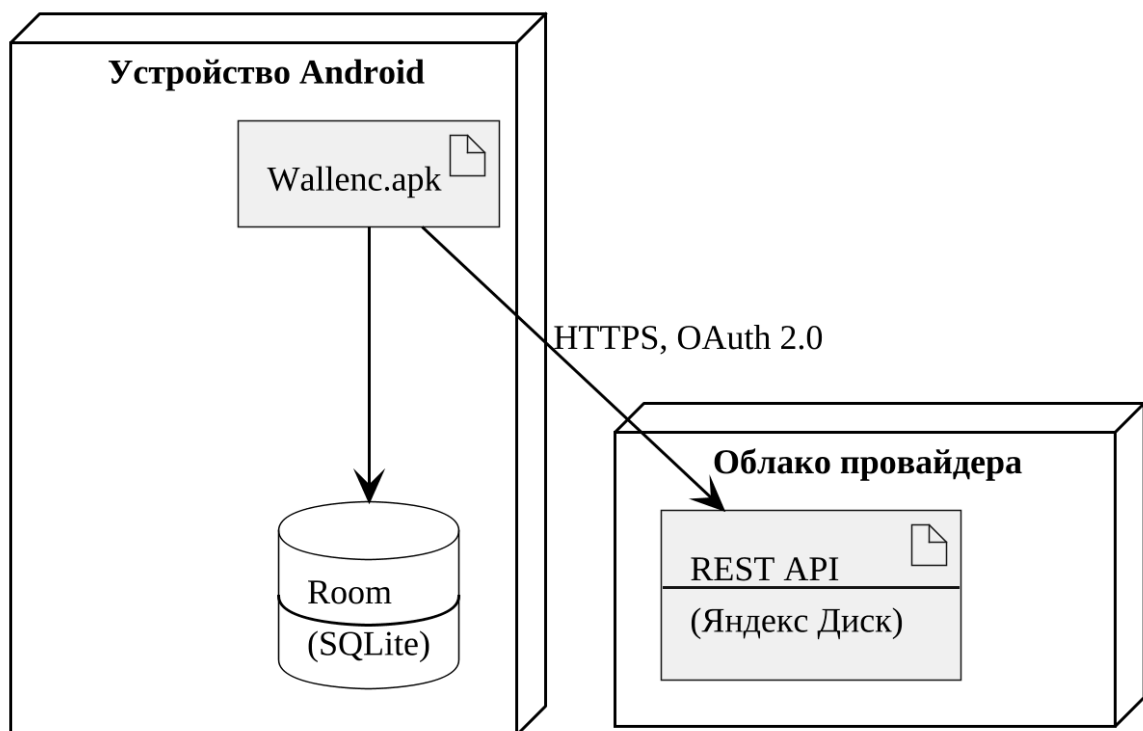 Устройство Android
Wallenc.apk
HTTPS, OAuth 2.0
Облако провайдера
Room
(SQLite)
REST API
(Яндекс Диск)